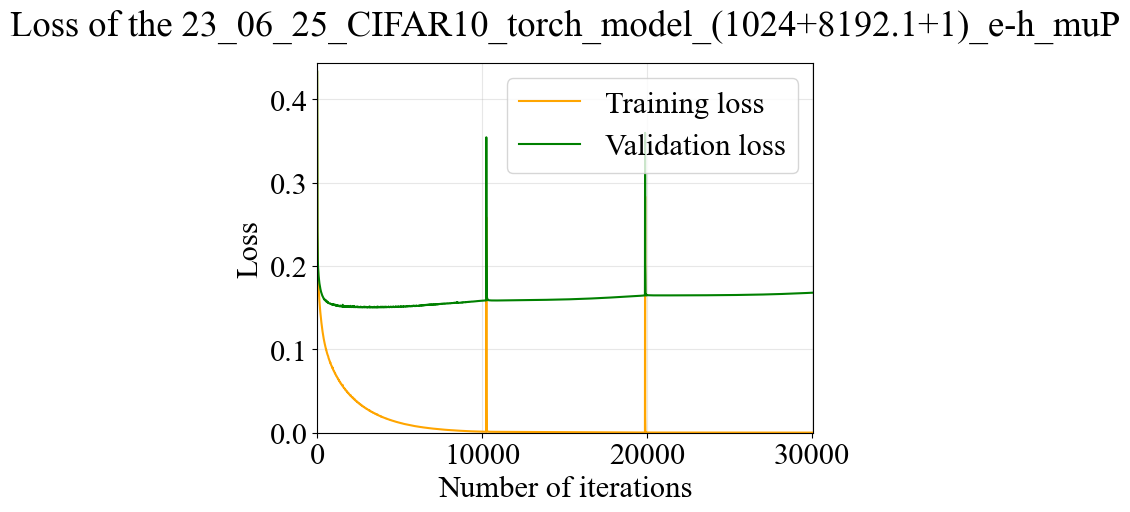 Loss of the 23_06_25_CIFAR10_torch_model_(1024+8192.1+1)_e-h_muP
Training loss
Validation loss
Loss
0.4
0.3
0.2
0.1
0.0
0 10000 20000 30000
Number of iterations